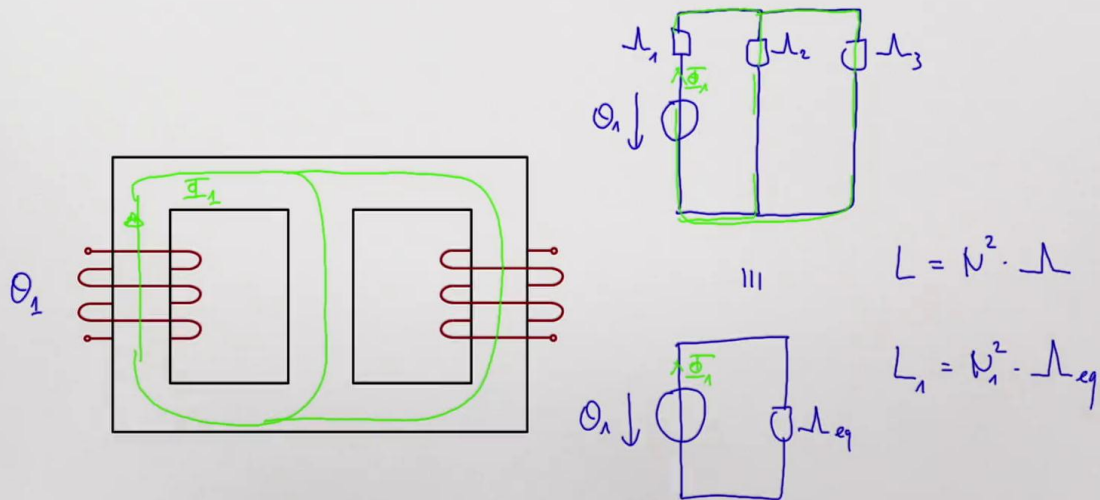 Θ₁
Φ₁
Λ₁
Λ₂
Λ₃
Φ₁
Θ₁
|||
Φ₁
Θ₁
Λeq
L = N² · Λ
L₁ = N₁² · Λeq